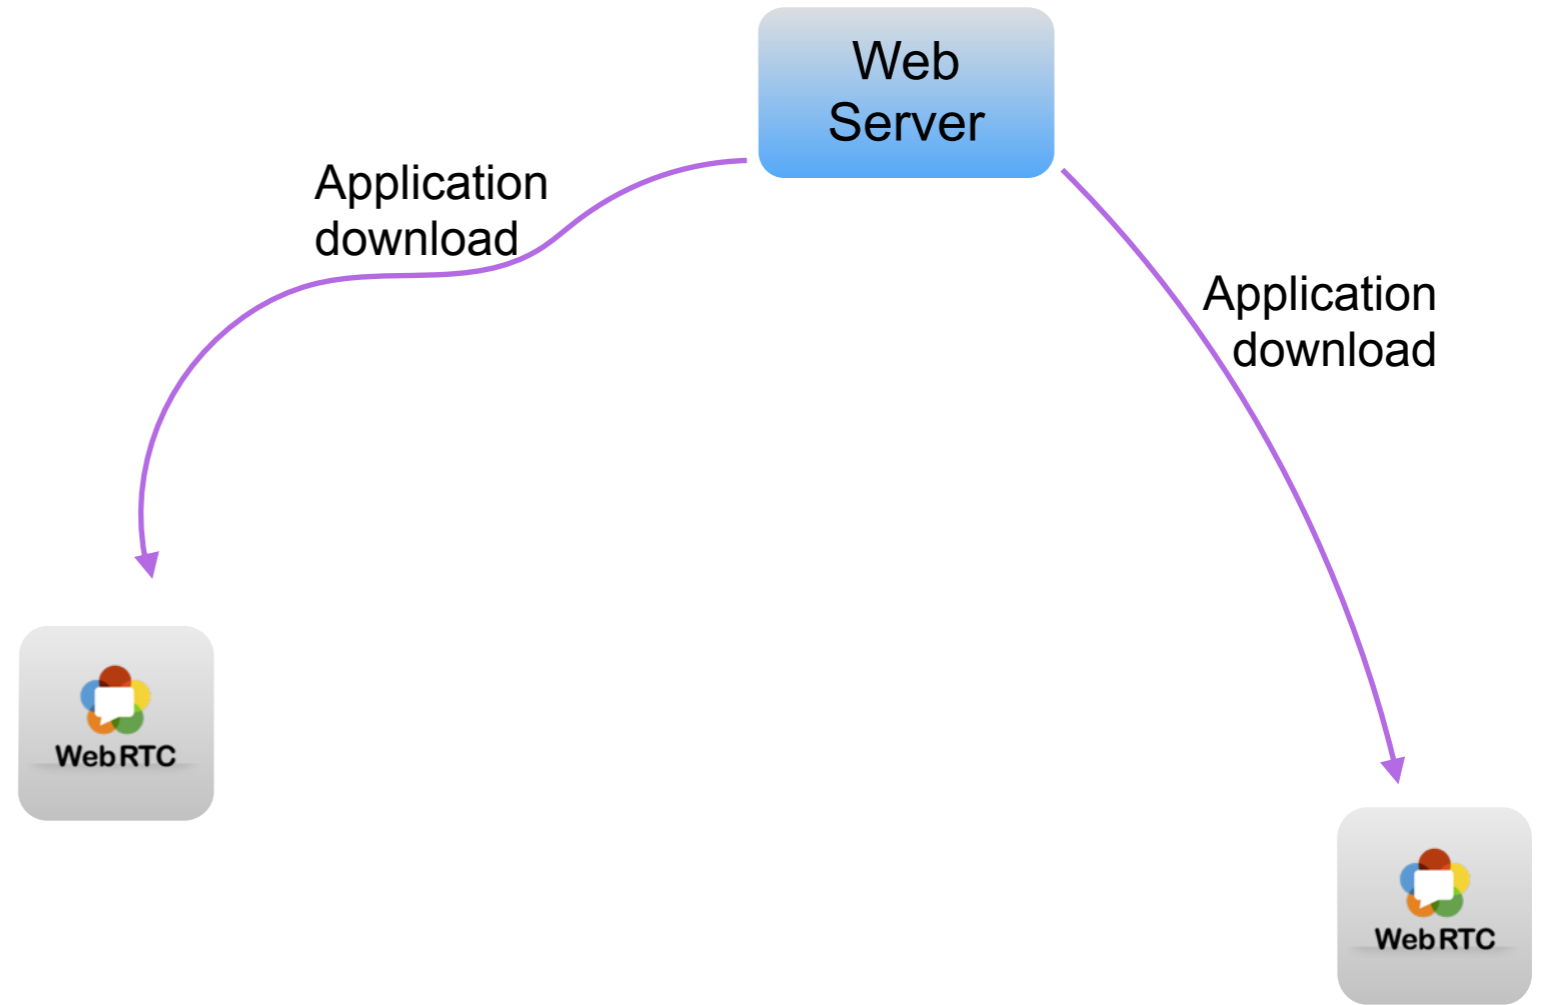 Web
Server
Application
download
Application
download
WebRTC
WebRTC